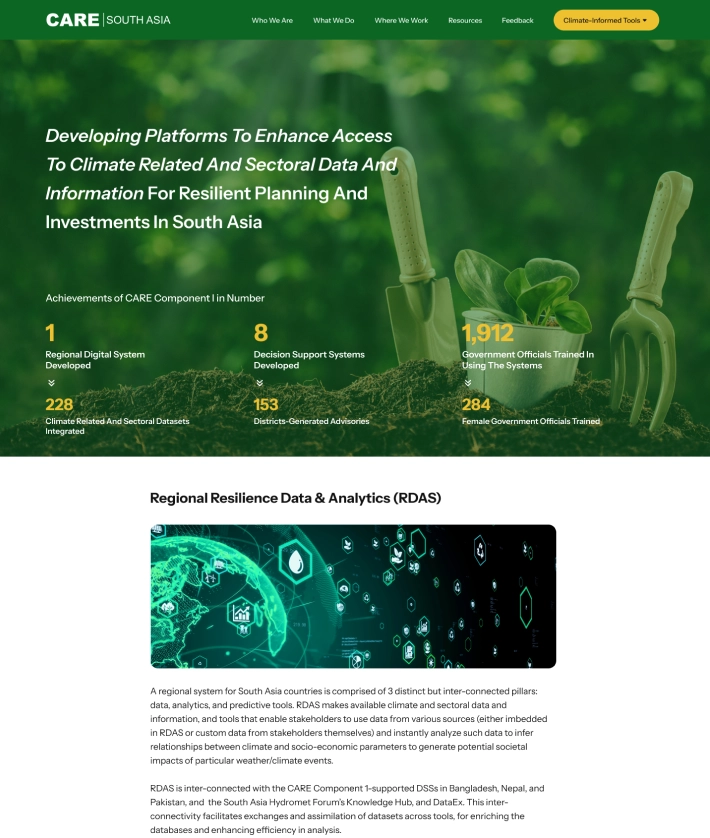 CARE | SOUTH ASIA
Who We Are
What We Do
Where We Work
Resources
Feedback
Climate-Informed Tools
Developing Platforms To Enhance Access
To Climate Related And Sectoral Data And
Information For Resilient Planning And
Investments In South Asia
Achievements of CARE Component I in Number
1
Regional Digital System
Developed
228
Climate Related And Sectoral Datasets
Integrated
8
Decision Support Systems
Developed
153
Districts-Generated Advisories
1,912
Government Officials Trained In
Using The Systems
284
Female Government Officials Trained
Regional Resilience Data & Analytics (RDAS)
A regional system for South Asia countries is comprised of 3 distinct but inter-connected pillars:
data, analytics, and predictive tools. RDAS makes available climate and sectoral data and
information, and tools that enable stakeholders to use data from various sources (either imbedded
in RDAS or custom data from stakeholders themselves) and instantly analyze such data to infer
relationships between climate and socio-economic parameters to generate potential societal
impacts of particular weather/climate events.
RDAS is inter-connected with the CARE Component 1-supported DSSs in Bangladesh, Nepal, and
Pakistan, and the South Asia Hydromet Forum's Knowledge Hub, and DataEx. This inter-
connectivity facilitates exchanges and assimilation of datasets across tools, for enriching the
databases and enhancing efficiency in analysis.